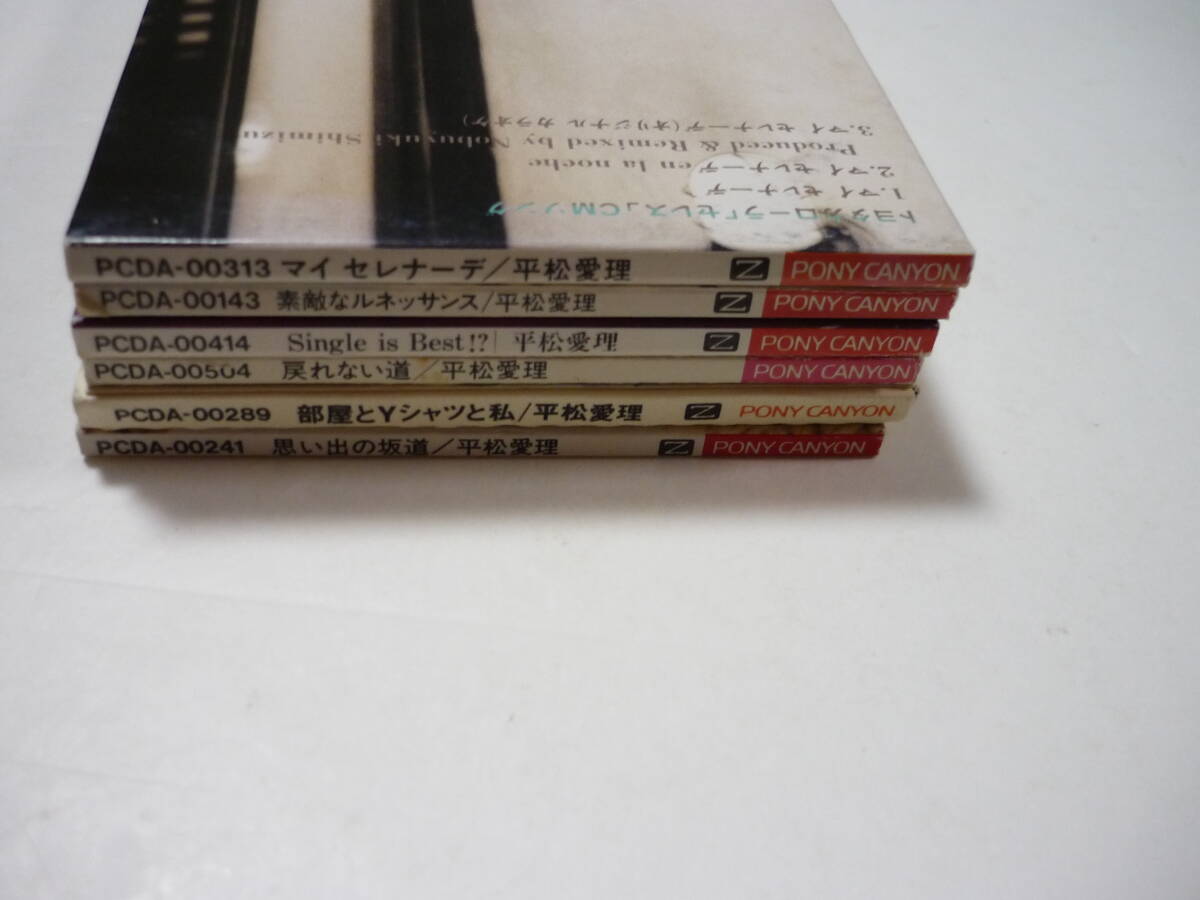 トヨタカローラ「セレス」CMソング
1.マイ セレナーデ
2.マイ セレナーデ en la noche
Produced & Remixed by Nobuyuki Shimizu
3.マイ セレナーデ(オリジナル カラオケ)
PCDA-00313 マイ セレナーデ/平松愛理 Z PONY CANYON
PCDA-00143 素敵なルネッサンス/平松愛理 Z PONY CANYON
PCDA-00414 Single is Best!? 平松愛理 Z PONY CANYON
PCDA-00504 戻れない道/平松愛理 PONY CANYON
PCDA-00289 部屋とYシャツと私/平松愛理 Z PONY CANYON
PCDA-00241 思い出の坂道/平松愛理 Z PONY CANYON